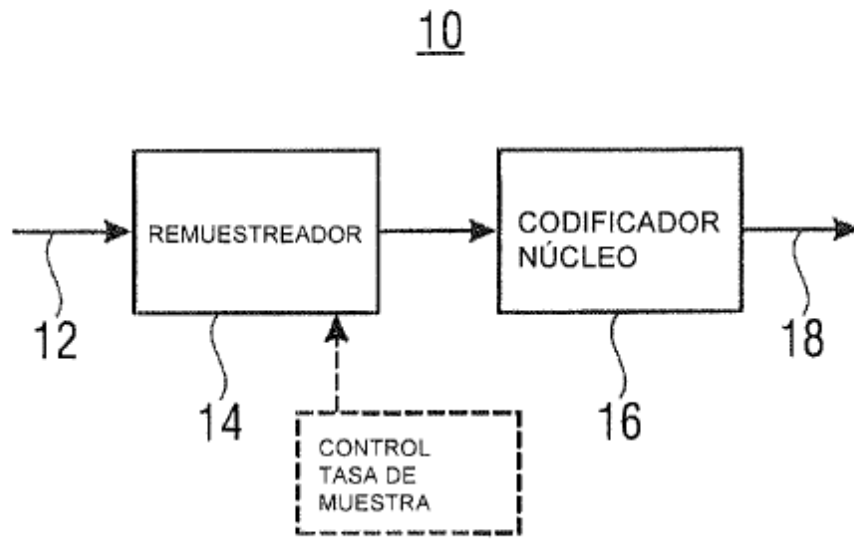 10
REMUESTREADOR
CODIFICADOR
NÚCLEO
12
14
16
18
CONTROL
TASA DE
MUESTRA